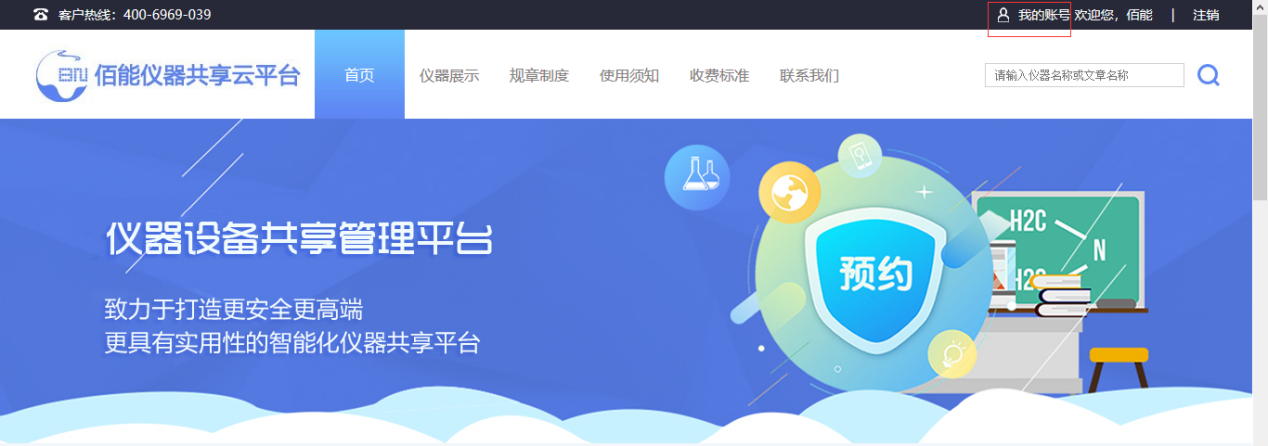 客户热线：400-6969-039
我的账号 欢迎您，佰能 | 注销
BN 佰能仪器共享云平台
首页 仪器展示 规章制度 使用须知 收费标准 联系我们
请输入仪器名称或文章名称
仪器设备共享管理平台
预约
致力于打造更安全更高端
更具有实用性的智能化仪器共享平台
H2C
N